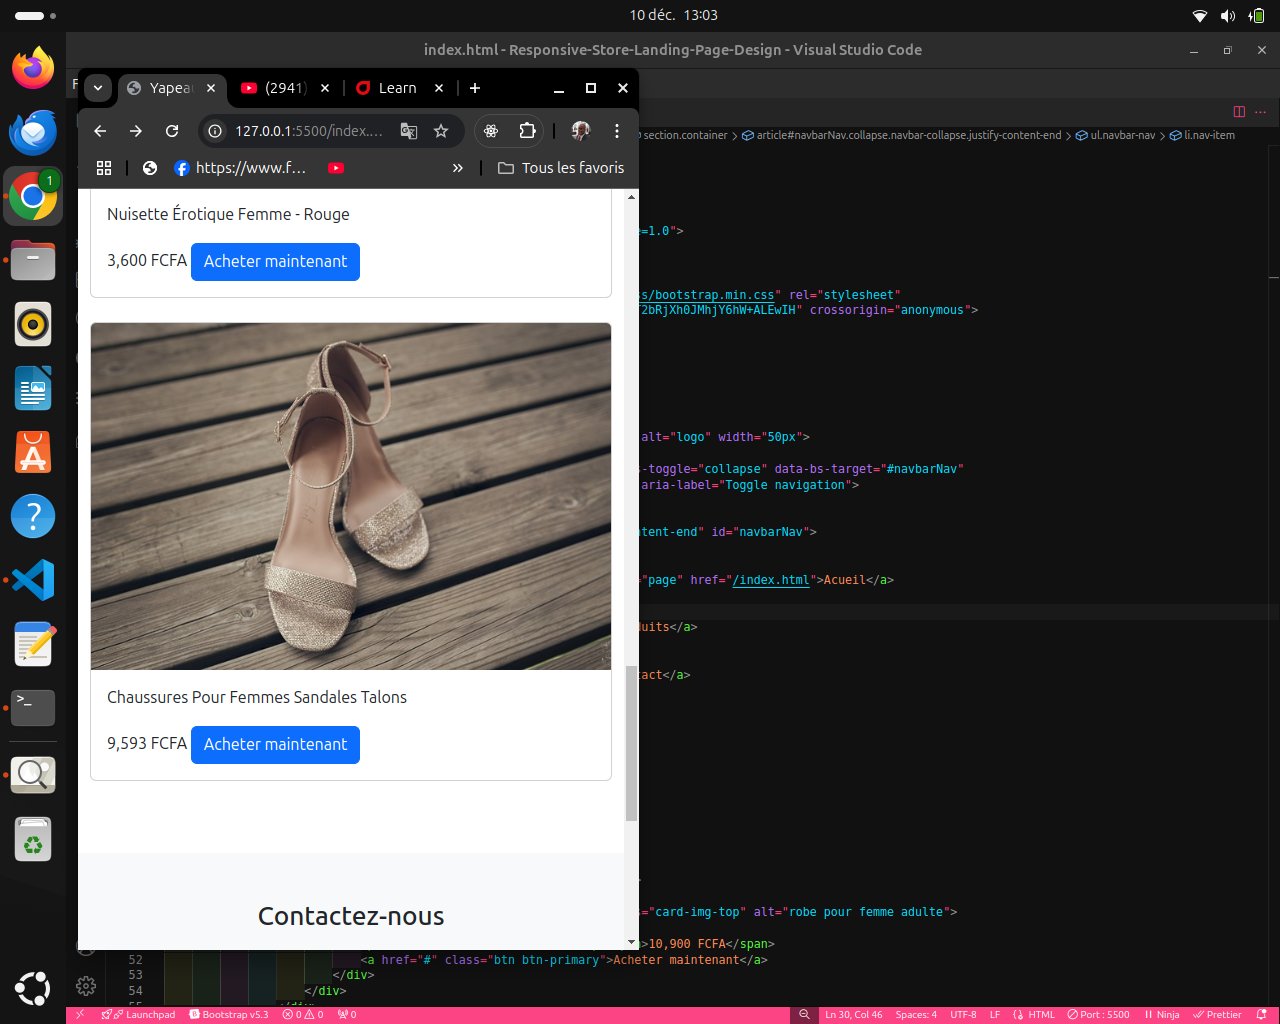 10 déc. 13:03
index.html - Responsive-Store-Landing-Page-Design - Visual Studio Code
F
Yapeau
(2941)
Learn
127.0.0.1:5500/index....
https://www.f...
Tous les favoris
section.container > article#navbarNav.collapse.navbar-collapse.justify-content-end > ul.navbar-nav > li.nav-item
Nuisette Érotique Femme - Rouge
3,600 FCFA Acheter maintenant
=1.0">
s/bootstrap.min.css" rel="stylesheet"
T2bRjXh0JMhjY6hW+ALEwIH" crossorigin="anonymous">
alt="logo" width="50px">
s-toggle="collapse" data-bs-target="#navbarNav"
aria-label="Toggle navigation">
ntent-end" id="navbarNav">
="page" href="/index.html">Acueil</a>
duits</a>
tact</a>
Chaussures Pour Femmes Sandales Talons
9,593 FCFA Acheter maintenant
Contactez-nous
>
s="card-img-top" alt="robe pour femme adulte">
>10,900 FCFA</span>
52 <a href="#" class="btn btn-primary">Acheter maintenant</a>
53 </div>
54 </div>
Launchpad Bootstrap v5.3 0 0 0 Ln 30, Col 46 Spaces: 4 UTF-8 LF HTML Port : 5500 Ninja Prettier